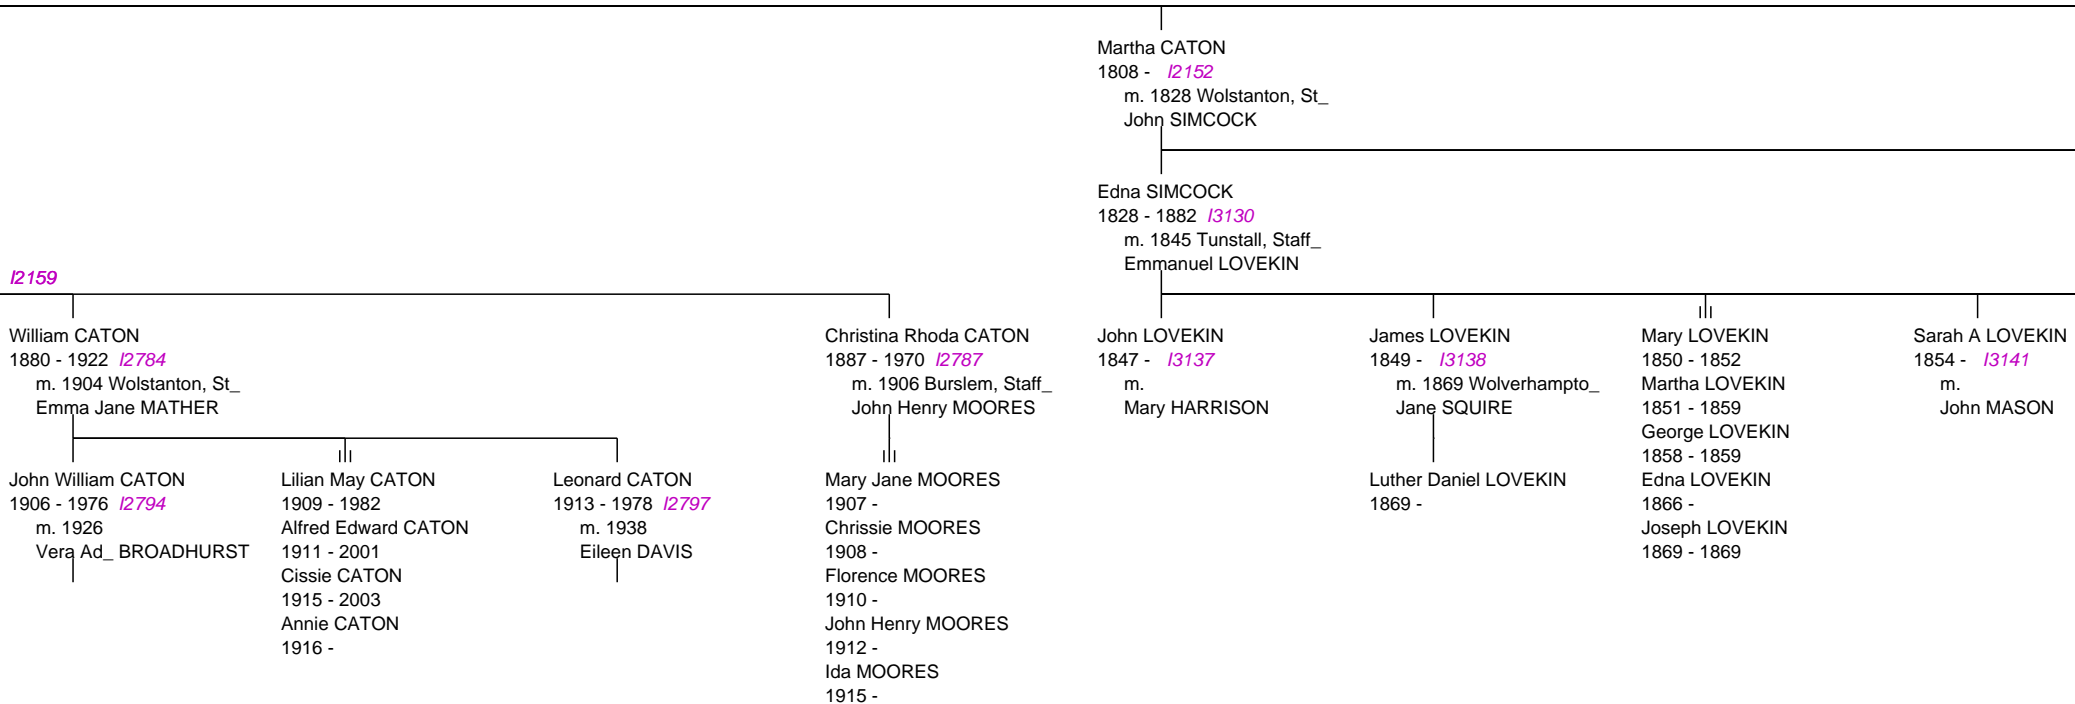 Martha CATON
1808 - I2152
m. 1828 Wolstanton, St_
John SIMCOCK
Edna SIMCOCK
1828 - 1882 I3130
m. 1845 Tunstall, Staff_
Emmanuel LOVEKIN
I2159
William CATON
1880 - 1922 I2784
m. 1904 Wolstanton, St_
Emma Jane MATHER
Christina Rhoda CATON
1887 - 1970 I2787
m. 1906 Burslem, Staff_
John Henry MOORES
John LOVEKIN
1847 - I3137
m.
Mary HARRISON
James LOVEKIN
1849 - I3138
m. 1869 Wolverhampto_
Jane SQUIRE
Mary LOVEKIN
1850 - 1852
Martha LOVEKIN
1851 - 1859
George LOVEKIN
1858 - 1859
Edna LOVEKIN
1866 -
Joseph LOVEKIN
1869 - 1869
Sarah A LOVEKIN
1854 - I3141
m.
John MASON
John William CATON
1906 - 1976 I2794
m. 1926
Vera Ad_ BROADHURST
Lilian May CATON
1909 - 1982
Alfred Edward CATON
1911 - 2001
Cissie CATON
1915 - 2003
Annie CATON
1916 -
Leonard CATON
1913 - 1978 I2797
m. 1938
Eileen DAVIS
Mary Jane MOORES
1907 -
Chrissie MOORES
1908 -
Florence MOORES
1910 -
John Henry MOORES
1912 -
Ida MOORES
1915 -
Luther Daniel LOVEKIN
1869 -